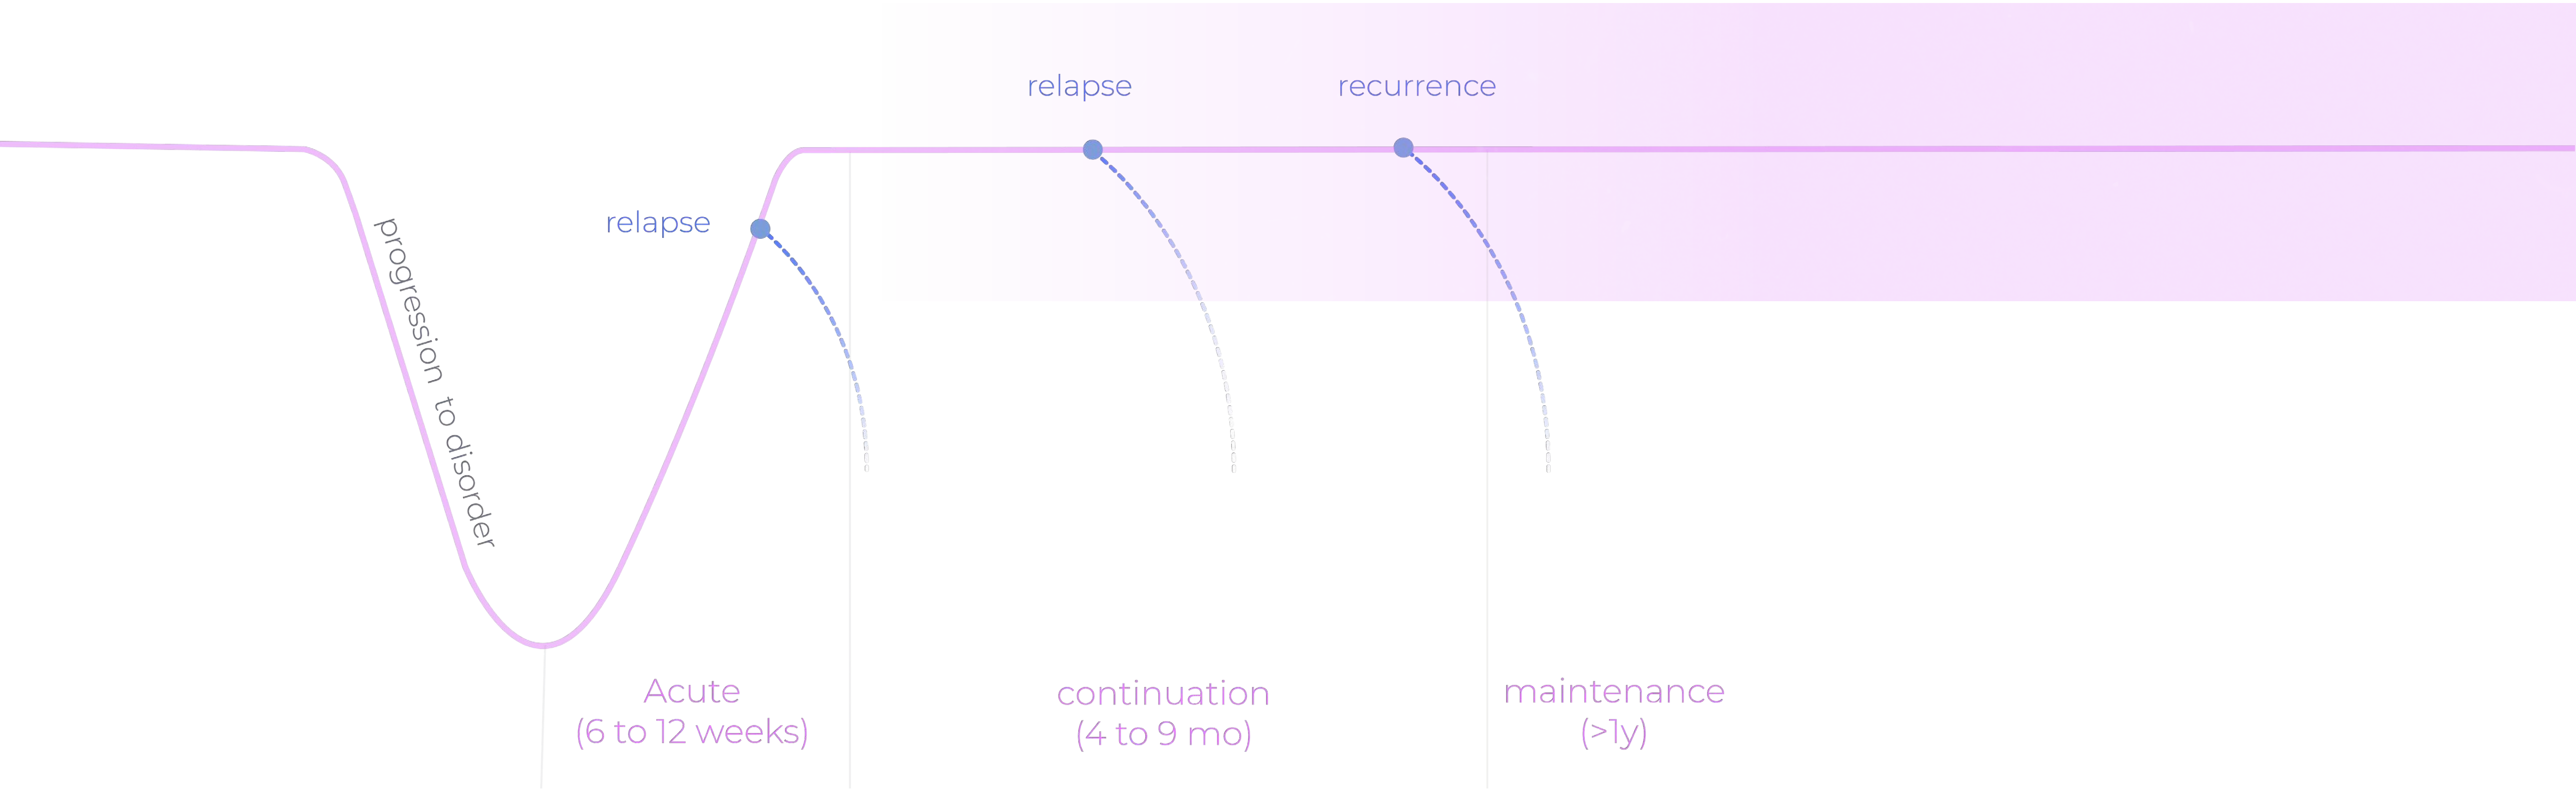 relapse
recurrence
progression to disorder
relapse
Acute
(6 to 12 weeks)
continuation
(4 to 9 mo)
maintenance
(>1y)